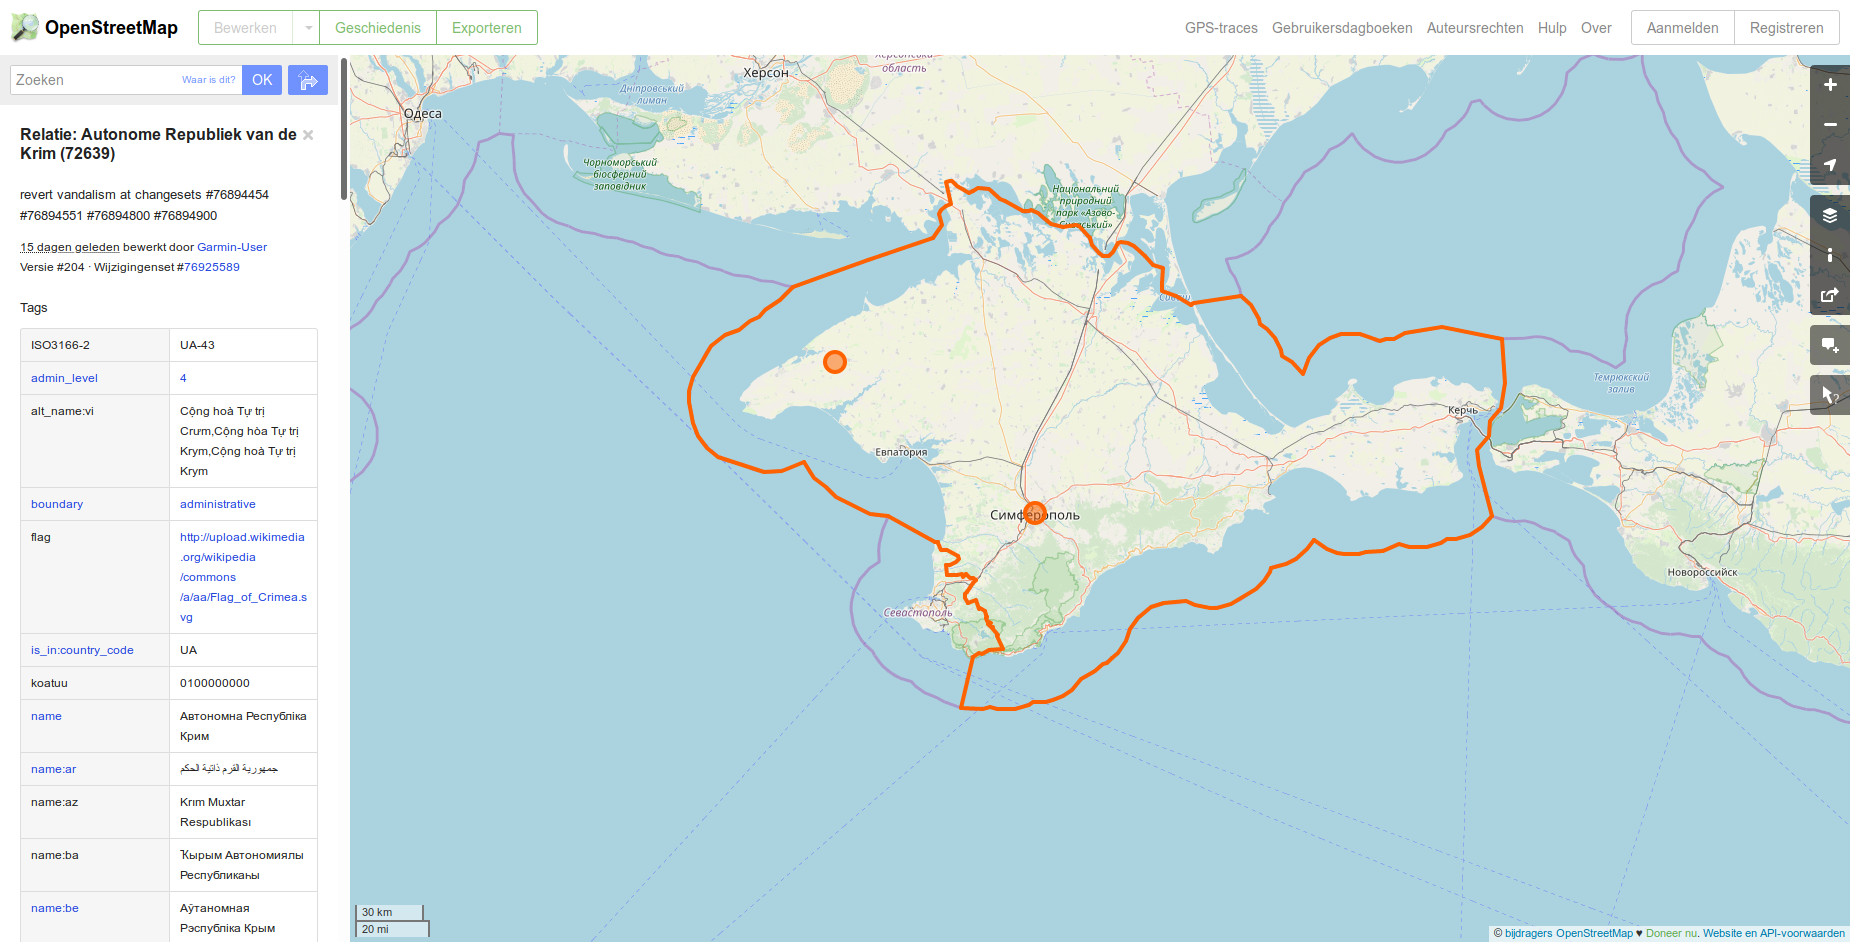 OpenStreetMap
Bewerken
Geschiedenis
Exporteren
GPS-traces
Gebruikersdagboeken
Auteursrechten
Hulp
Over
Aanmelden
Registreren
Zoeken
Waar is dit?
OK
Relatie: Autonome Republiek van de
Krim (72639)
revert vandalism at changesets #76894454
#76894551 #76894800 #76894900
15 dagen geleden bewerkt door Garmin-User
Versie #204 · Wijzigingenset #76925589
Tags
ISO3166-2 UA-43
admin_level 4
alt_name:vi Cộng hoà Tự trị
Crưm,Cộng hòa Tự trị
Krym,Cộng hoà Tự trị
Krym
boundary administrative
flag http://upload.wikimedia
.org/wikipedia
/commons
/a/aa/Flag_of_Crimea.s
vg
is_in:country_code UA
koatuu 0100000000
name Автономна Республіка
Крим
name:ar جمهورية القرم ذاتية الحكم
name:az Krım Muxtar
Respublikası
name:ba Ҡырым Автономиялы
Республикаһы
name:be Аўтаномная
Рэспубліка Крым
Херсонська
область
Херсон
Дніпровський
лиман
Одеса
Чорноморський
біосферний
заповідник
Національний
природний
парк «Азово-
Сиваський»
Сиваш
Темрюкский
залив
Керчь
Евпатория
Симферополь
Новороссийск
Севастополь
30 km
20 mi
© bijdragers OpenStreetMap ♥ Doneer nu. Website en API-voorwaarden